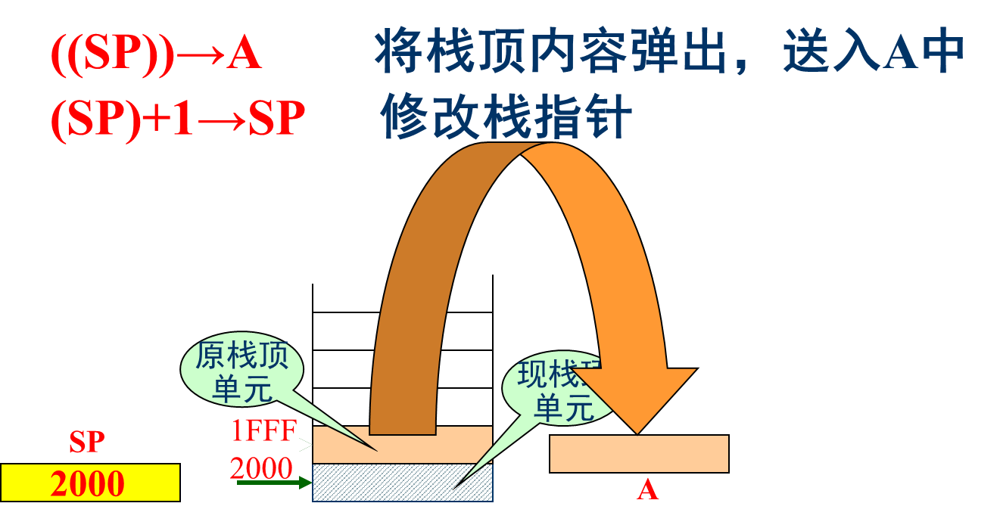 ((SP))→A 将栈顶内容弹出，送入A中
(SP)+1→SP 修改栈指针
原栈顶
单元
现栈顶
单元
1FFF
2000
SP
2000
A